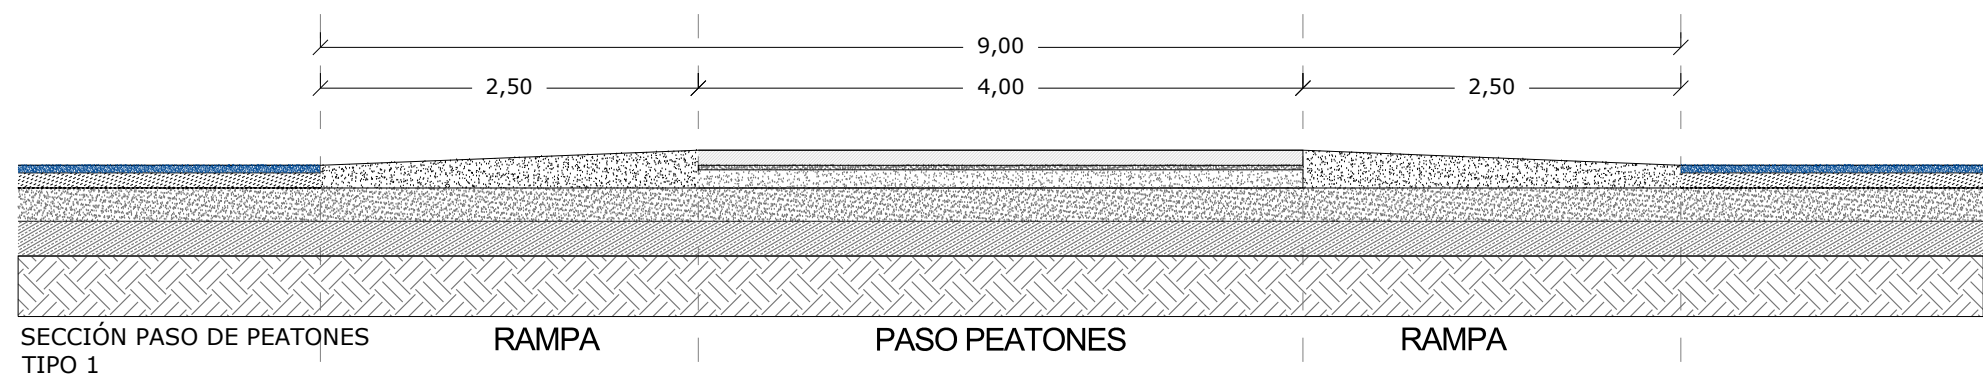 9,00
2,50 4,00 2,50
SECCIÓN PASO DE PEATONES
TIPO 1
RAMPA PASO PEATONES RAMPA